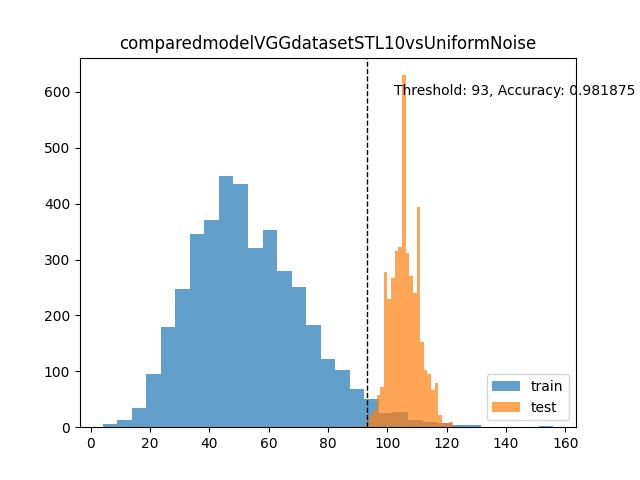 comparedmodelVGGdatasetSTL10vsUniformNoise
Threshold: 93, Accuracy: 0.981875
600
500
400
300
200
100
0
train
test
0 20 40 60 80 100 120 140 160